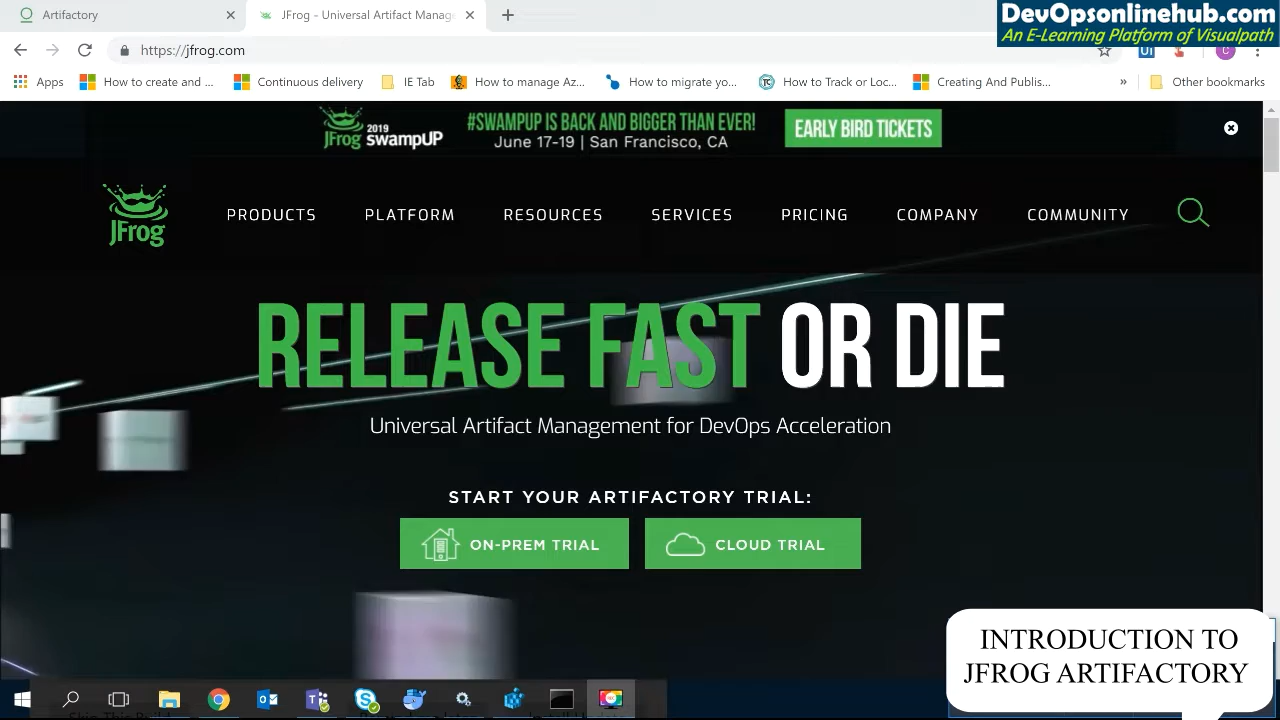 Artifactory
JFrog - Universal Artifact Manag
DevOpsonlinehub.com
An E-Learning Platform of Visualpath
https://jfrog.com
UI
C
Apps
How to create and ...
Continuous delivery
IE Tab
How to manage Az...
How to migrate yo...
How to Track or Loc...
Creating And Publis...
»
Other bookmarks
JFrog 2019 swampUP
#SWAMPUP IS BACK AND BIGGER THAN EVER!
June 17-19 | San Francisco, CA
EARLY BIRD TICKETS
JFrog
PRODUCTS
PLATFORM
RESOURCES
SERVICES
PRICING
COMPANY
COMMUNITY
RELEASE FAST OR DIE
Universal Artifact Management for DevOps Acceleration
START YOUR ARTIFACTORY TRIAL:
ON-PREM TRIAL
CLOUD TRIAL
INTRODUCTION TO
JFROG ARTIFACTORY